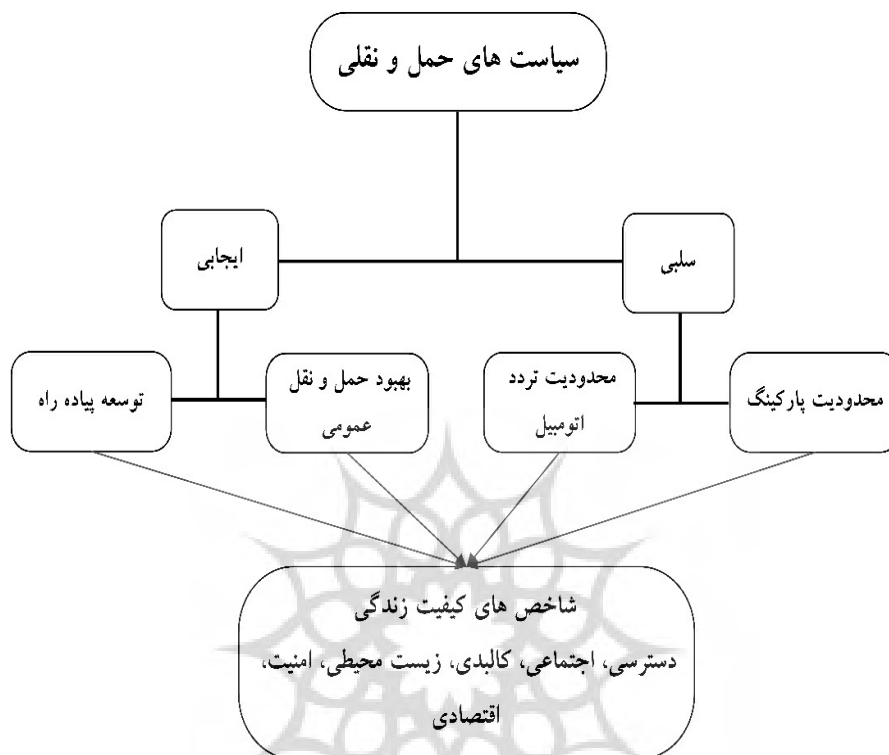 سیاست های حمل و نقلی
سلبی
ایجابی
محدودیت پارکینگ
محدودیت تردد
اتومبیل
بهبود حمل و نقل
عمومی
توسعه پیاده راه
شاخص های کیفیت زندگی
دسترسی، اجتماعی، کالبدی، زیست محیطی، امنیت،
اقتصادی